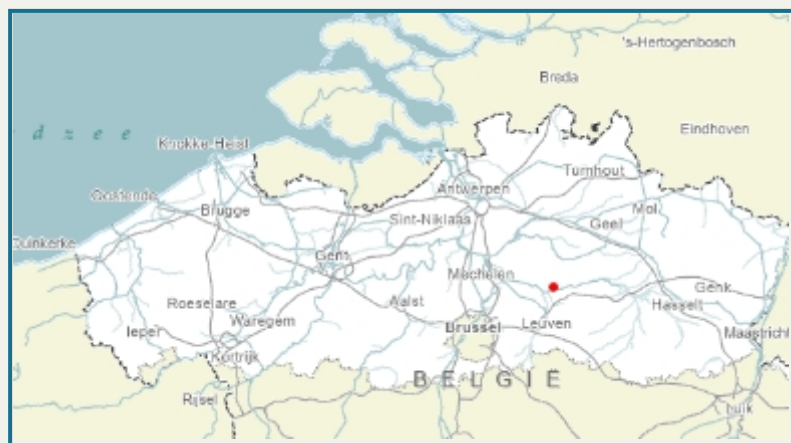 's-Hertogenbosch
Breda
Eindhoven
d z e e
Knokke-Heist
Turnhout
Antwerpen
Oostende
Mol
Brugge
Sint-Niklaas
Geel
Duinkerke
Gent
Mechelen
Genk
Roeselare
Aalst
Hasselt
Waregem
Ieper
Brussel
Leuven
Maastricht
Kortrijk
BELGIË
Rijsel
Luik